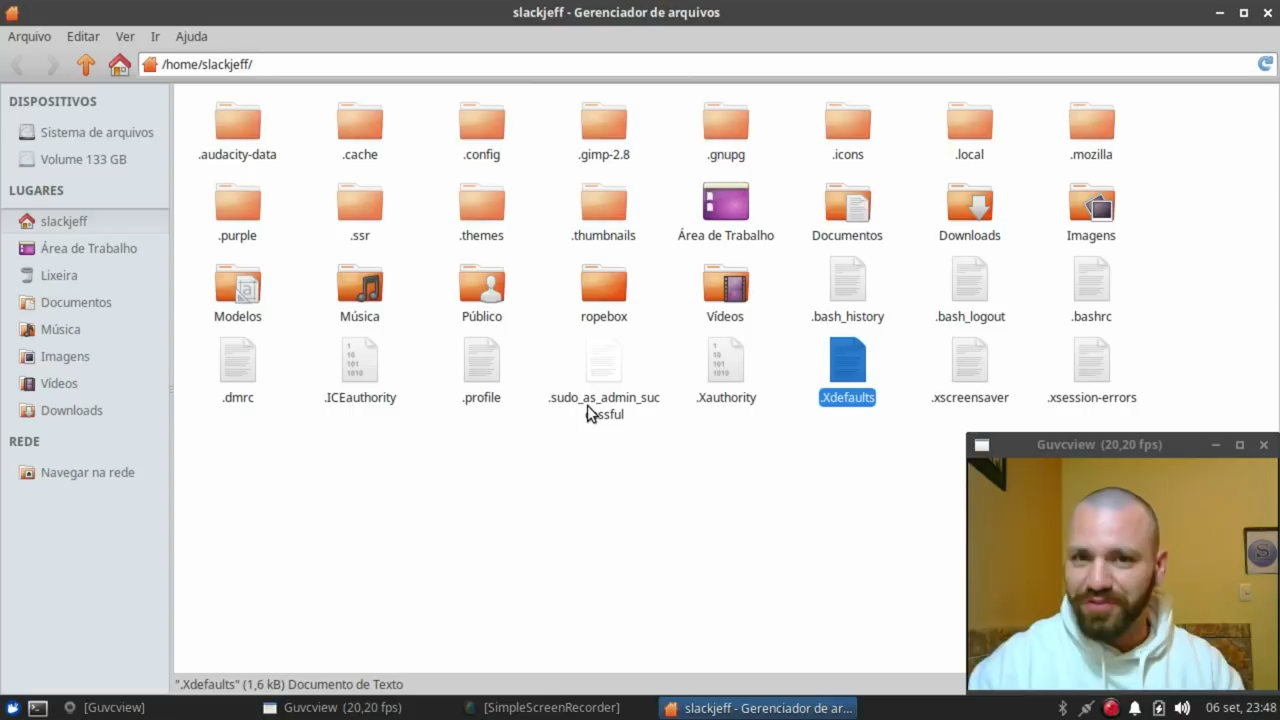 slackjeff - Gerenciador de arquivos
Arquivo Editar Ver Ir Ajuda
/home/slackjeff/
DISPOSITIVOS
Sistema de arquivos
Volume 133 GB
LUGARES
slackjeff
Área de Trabalho
Lixeira
Documentos
Música
Imagens
Vídeos
Downloads
REDE
Navegar na rede
.audacity-data .cache .config .gimp-2.8 .gnupg .icons .local .mozilla
.purple .ssr .themes .thumbnails Área de Trabalho Documentos Downloads Imagens
Modelos Música Público ropebox Vídeos .bash_history .bash_logout .bashrc
.dmrc .ICEauthority .profile .sudo_as_admin_suc .Xauthority .Xdefaults .xscreensaver .xsession-errors
ssful
Guvcview (20,20 fps)
".Xdefaults" (1,6 kB) Documento de Texto
[Guvcview] Guvcview (20,20 fps) [SimpleScreenRecorder] slackjeff - Gerenciador de ar... 06 set, 23:48